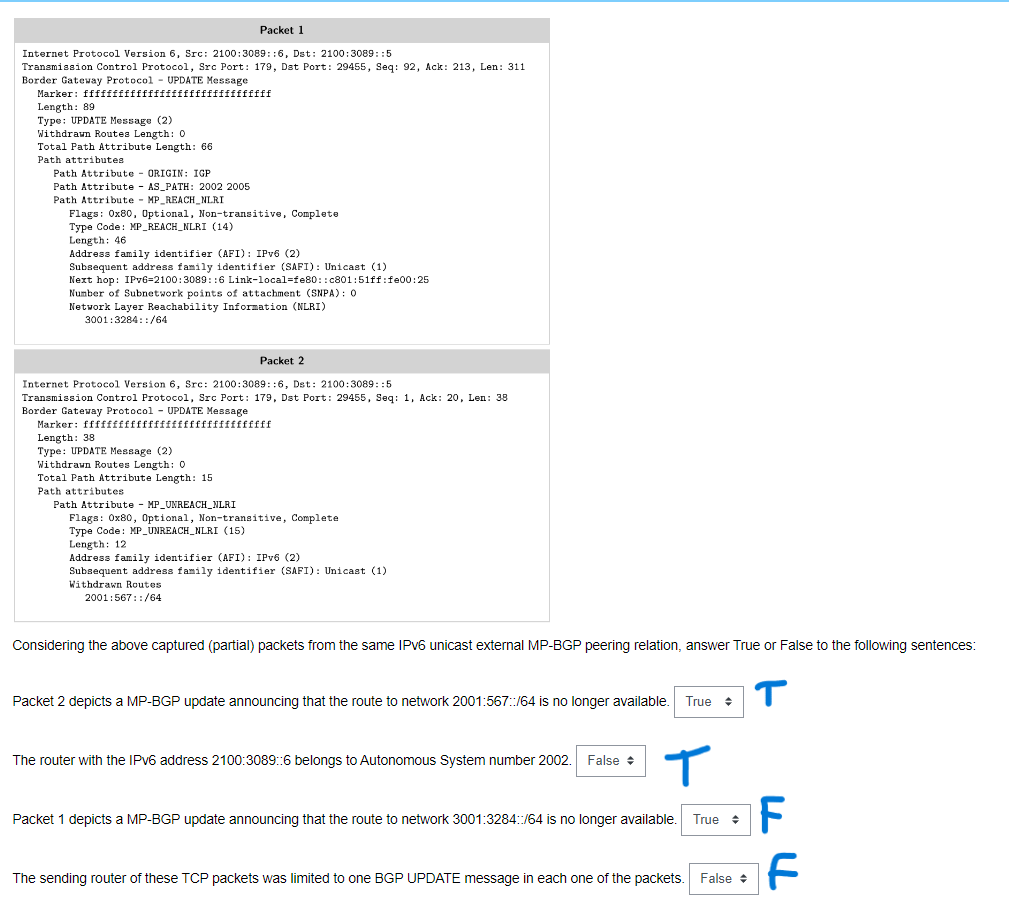 Packet 1
Internet Protocol Version 6, Src: 2100:3089::6, Dst: 2100:3089::5
Transmission Control Protocol, Src Port: 179, Dst Port: 29455, Seq: 92, Ack: 213, Len: 311
Border Gateway Protocol - UPDATE Message
Marker: ffffffffffffffffffffffffffffffff
Length: 89
Type: UPDATE Message (2)
Withdrawn Routes Length: 0
Total Path Attribute Length: 66
Path attributes
Path Attribute - ORIGIN: IGP
Path Attribute - AS_PATH: 2002 2005
Path Attribute - MP_REACH_NLRI
Flags: 0x80, Optional, Non-transitive, Complete
Type Code: MP_REACH_NLRI (14)
Length: 46
Address family identifier (AFI): IPv6 (2)
Subsequent address family identifier (SAFI): Unicast (1)
Next hop: IPv6=2100:3089::6 Link-local=fe80::c801:51ff:fe00:25
Number of Subnetwork points of attachment (SNPA): 0
Network Layer Reachability Information (NLRI)
3001:3284::/64
Packet 2
Internet Protocol Version 6, Src: 2100:3089::6, Dst: 2100:3089::5
Transmission Control Protocol, Src Port: 179, Dst Port: 29455, Seq: 1, Ack: 20, Len: 38
Border Gateway Protocol - UPDATE Message
Marker: ffffffffffffffffffffffffffffffff
Length: 38
Type: UPDATE Message (2)
Withdrawn Routes Length: 0
Total Path Attribute Length: 15
Path attributes
Path Attribute - MP_UNREACH_NLRI
Flags: 0x80, Optional, Non-transitive, Complete
Type Code: MP_UNREACH_NLRI (15)
Length: 12
Address family identifier (AFI): IPv6 (2)
Subsequent address family identifier (SAFI): Unicast (1)
Withdrawn Routes
2001:567::/64
Considering the above captured (partial) packets from the same IPv6 unicast external MP-BGP peering relation, answer True or False to the following sentences:
Packet 2 depicts a MP-BGP update announcing that the route to network 2001:567::/64 is no longer available. True T
The router with the IPv6 address 2100:3089::6 belongs to Autonomous System number 2002. False T
Packet 1 depicts a MP-BGP update announcing that the route to network 3001:3284::/64 is no longer available. True F
The sending router of these TCP packets was limited to one BGP UPDATE message in each one of the packets. False F